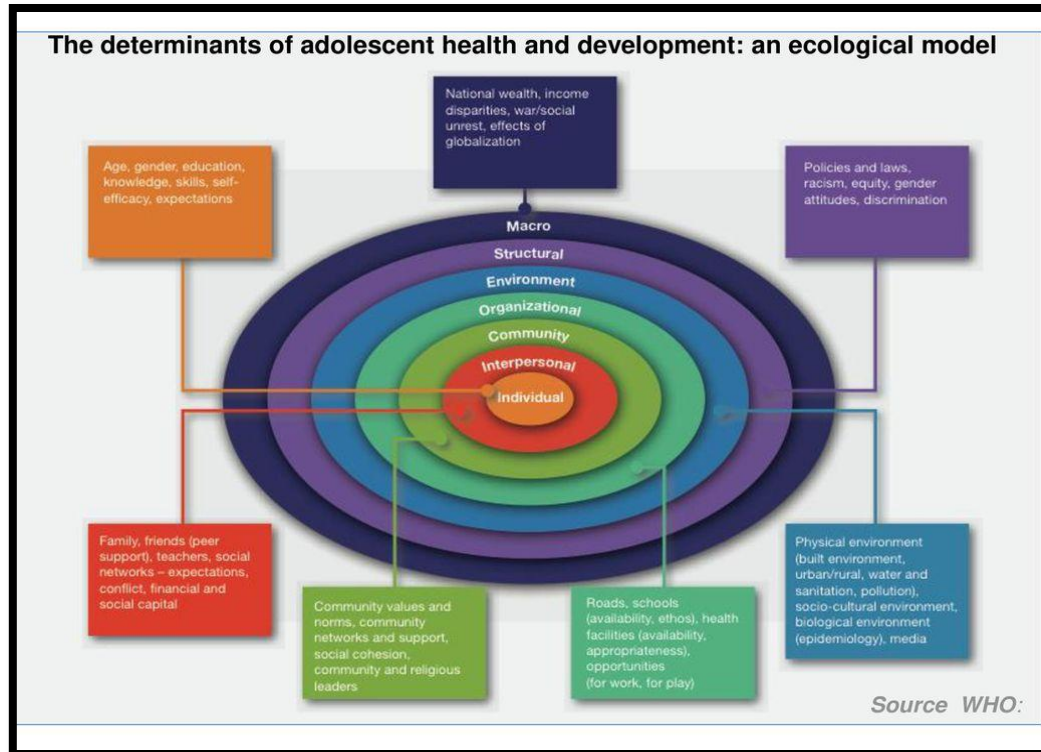 The determinants of adolescent health and development: an ecological model
National wealth, income
disparities, war/social
unrest, effects of
globalization
Age, gender, education,
knowledge, skills, self-
efficacy, expectations
Policies and laws,
racism, equity, gender
attitudes, discrimination
Macro
Structural
Environment
Organizational
Community
Interpersonal
Individual
Family, friends (peer
support), teachers, social
networks – expectations,
conflict, financial and
social capital
Community values and
norms, community
networks and support,
social cohesion,
community and religious
leaders
Roads, schools
(availability, ethos), health
facilities (availability,
appropriateness),
opportunities
(for work, for play)
Physical environment
(built environment,
urban/rural, water and
sanitation, pollution),
socio-cultural environment,
biological environment
(epidemiology), media
Source WHO: